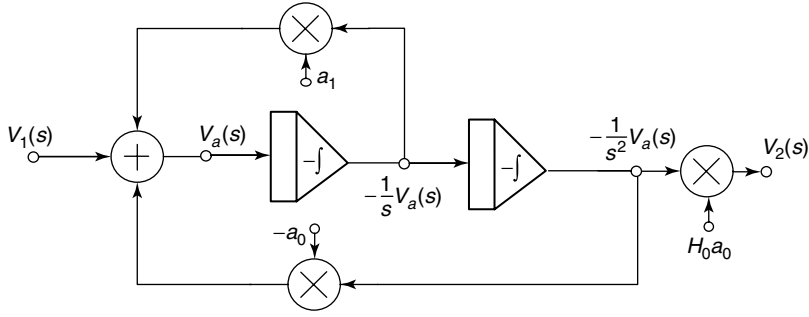 a₁
V₁(s)
Vₐ(s)
+
−∫
−1/s Vₐ(s)
−∫
−1/s² Vₐ(s)
V₂(s)
−a₀
H₀a₀